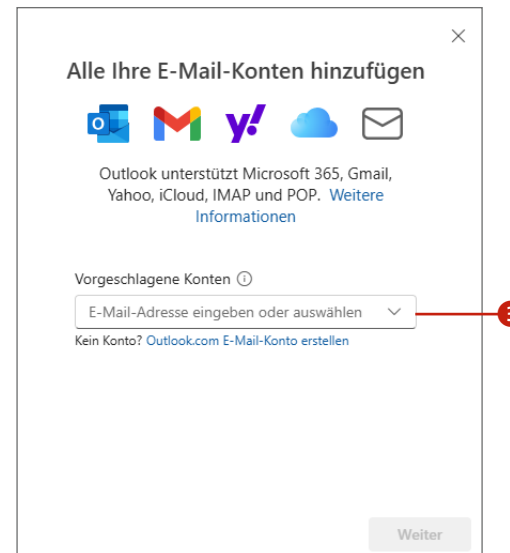 Alle Ihre E-Mail-Konten hinzufügen
Outlook unterstützt Microsoft 365, Gmail,
Yahoo, iCloud, IMAP und POP. Weitere
Informationen
Vorgeschlagene Konten
E-Mail-Adresse eingeben oder auswählen
Kein Konto? Outlook.com E-Mail-Konto erstellen
Weiter